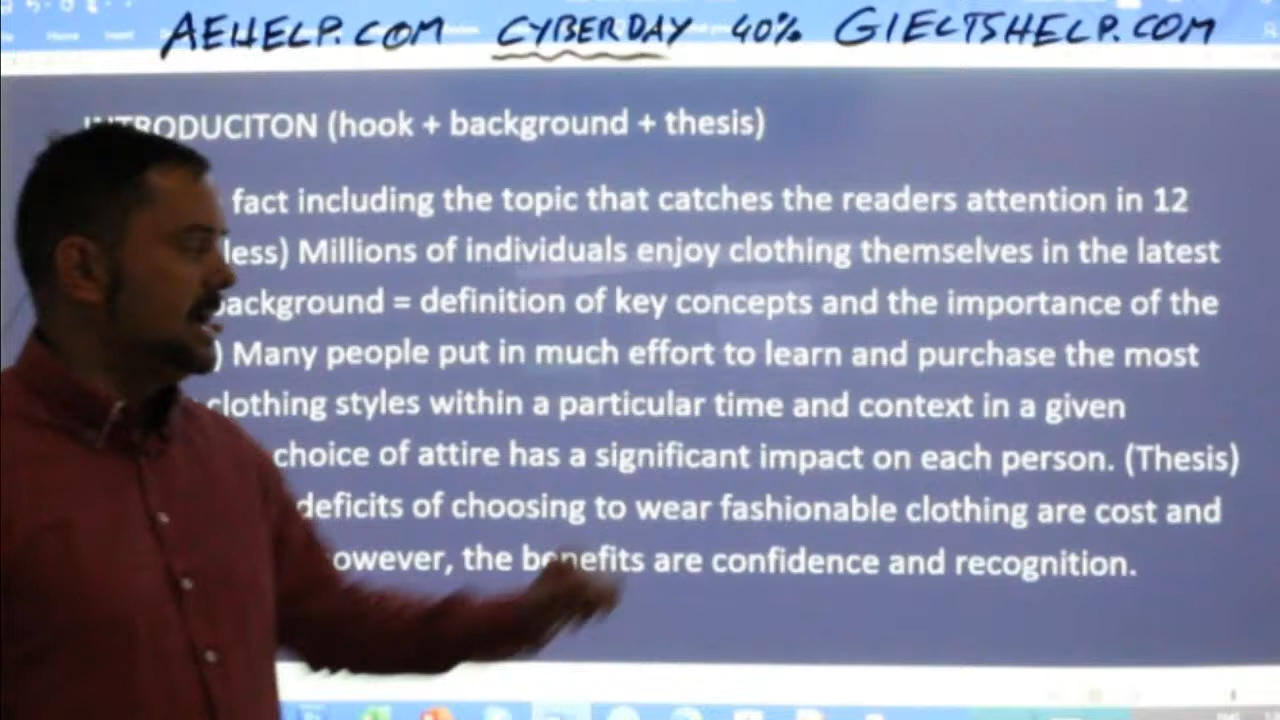 AEHELP.COM CYBERDAY 40% GIELTSHELP.COM
INTRODUCITON (hook + background + thesis)
fact including the topic that catches the readers attention in 12
less) Millions of individuals enjoy clothing themselves in the latest
background = definition of key concepts and the importance of the
) Many people put in much effort to learn and purchase the most
clothing styles within a particular time and context in a given
choice of attire has a significant impact on each person. (Thesis)
deficits of choosing to wear fashionable clothing are cost and
owever, the benefits are confidence and recognition.